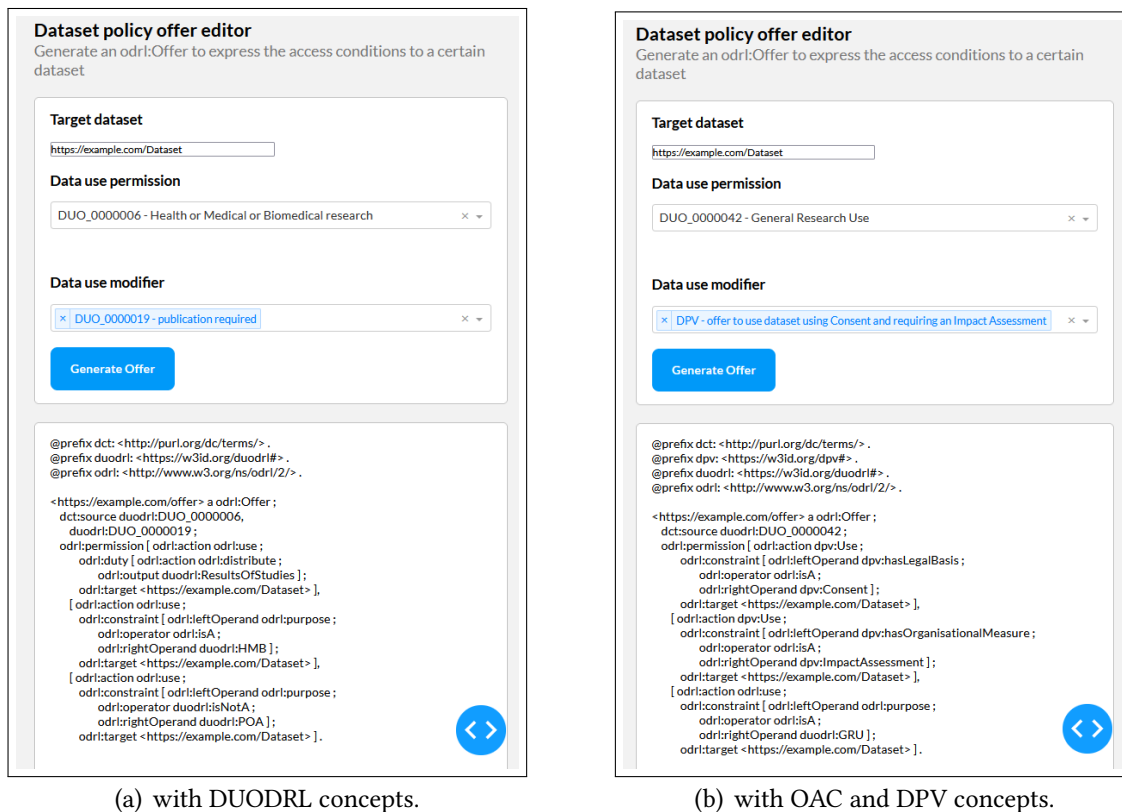 Dataset policy offer editor
Generate an odrl:Offer to express the access conditions to a certain
dataset
Target dataset
https://example.com/Dataset
Data use permission
DUO_0000006 - Health or Medical or Biomedical research
Data use modifier
× DUO_0000019 - publication required
Generate Offer
@prefix dct: <http://purl.org/dc/terms/> .
@prefix duodrl: <https://w3id.org/duodrl#> .
@prefix odrl: <http://www.w3.org/ns/odrl/2/> .
<https://example.com/offer> a odrl:Offer ;
dct:source duodrl:DUO_0000006,
duodrl:DUO_0000019 ;
odrl:permission [ odrl:action odrl:use ;
odrl:duty [ odrl:action odrl:distribute ;
odrl:output duodrl:ResultsOfStudies ] ;
odrl:target <https://example.com/Dataset> ],
[ odrl:action odrl:use ;
odrl:constraint [ odrl:leftOperand odrl:purpose ;
odrl:operator odrl:isA ;
odrl:rightOperand duodrl:HMB ] ;
odrl:target <https://example.com/Dataset> ],
[ odrl:action odrl:use ;
odrl:constraint [ odrl:leftOperand odrl:purpose ;
odrl:operator duodrl:isNotA ;
odrl:rightOperand duodrl:POA ] ;
odrl:target <https://example.com/Dataset> ] .
(a) with DUODRL concepts.
Dataset policy offer editor
Generate an odrl:Offer to express the access conditions to a certain
dataset
Target dataset
https://example.com/Dataset
Data use permission
DUO_0000042 - General Research Use
Data use modifier
× DPV - offer to use dataset using Consent and requiring an Impact Assessment
Generate Offer
@prefix dct: <http://purl.org/dc/terms/> .
@prefix dpv: <https://w3id.org/dpv#> .
@prefix duodrl: <https://w3id.org/duodrl#> .
@prefix odrl: <http://www.w3.org/ns/odrl/2/> .
<https://example.com/offer> a odrl:Offer ;
dct:source duodrl:DUO_0000042 ;
odrl:permission [ odrl:action dpv:Use ;
odrl:constraint [ odrl:leftOperand dpv:hasLegalBasis ;
odrl:operator odrl:isA ;
odrl:rightOperand dpv:Consent ] ;
odrl:target <https://example.com/Dataset> ],
[ odrl:action dpv:Use ;
odrl:constraint [ odrl:leftOperand dpv:hasOrganisationalMeasure ;
odrl:operator odrl:isA ;
odrl:rightOperand dpv:ImpactAssessment ] ;
odrl:target <https://example.com/Dataset> ],
[ odrl:action odrl:use ;
odrl:constraint [ odrl:leftOperand odrl:purpose ;
odrl:operator odrl:isA ;
odrl:rightOperand duodrl:GRU ] ;
odrl:target <https://example.com/Dataset> ] .
(b) with OAC and DPV concepts.